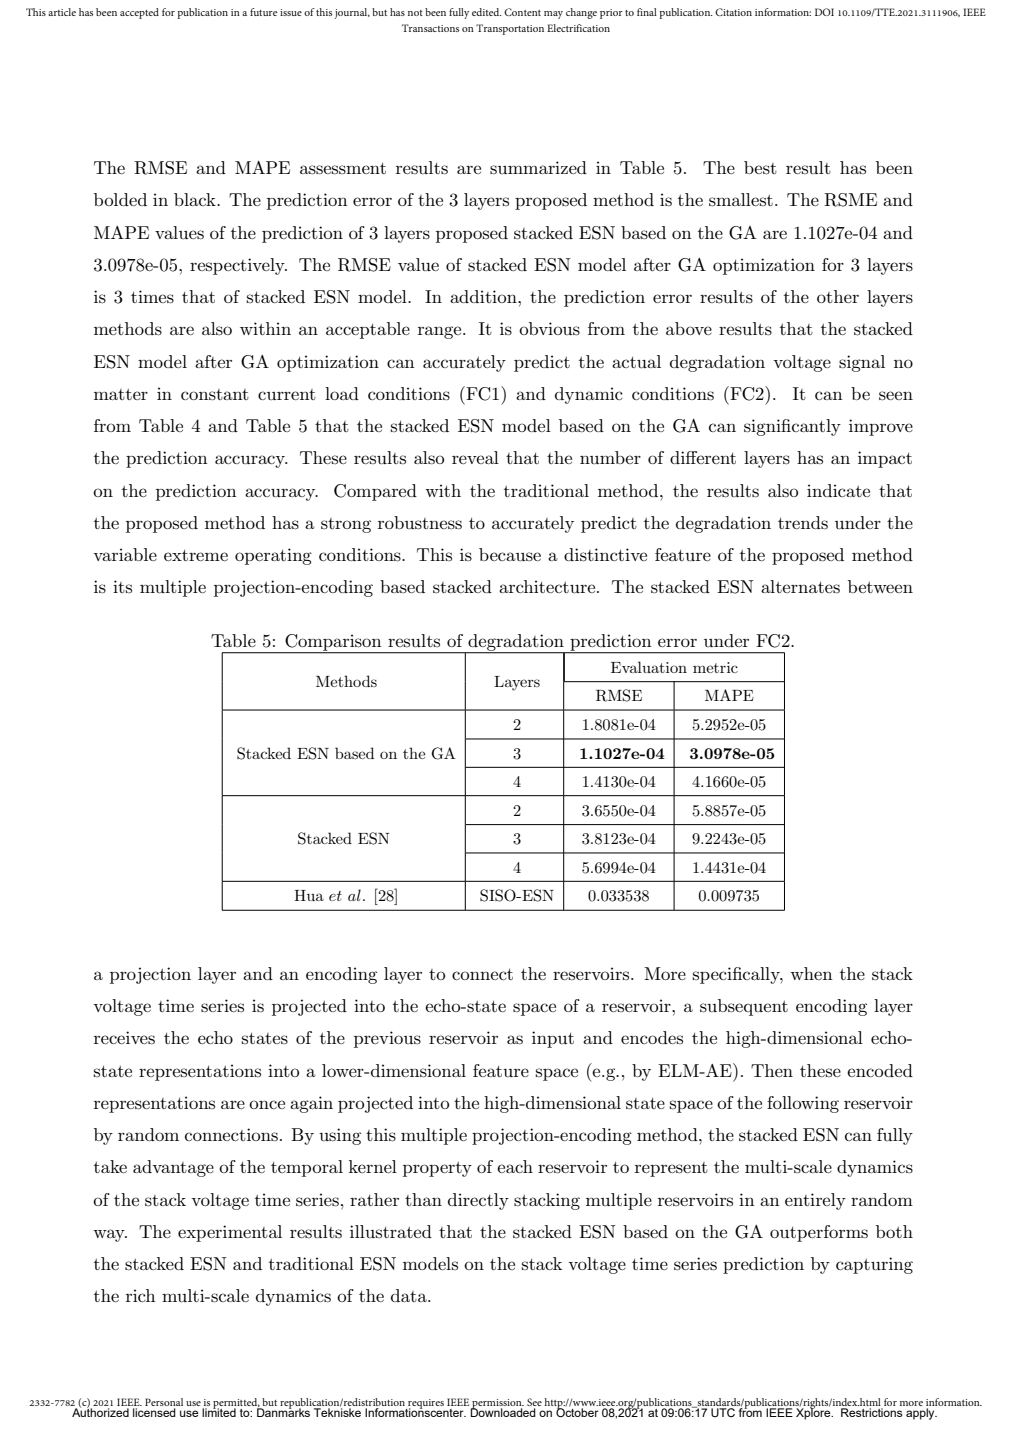 This article has been accepted for publication in a future issue of this journal, but has not been fully edited. Content may change prior to final publication. Citation information: DOI 10.1109/TTE.2021.3111906, IEEE
Transactions on Transportation Electrification
The RMSE and MAPE assessment results are summarized in Table 5. The best result has been
bolded in black. The prediction error of the 3 layers proposed method is the smallest. The RSME and
MAPE values of the prediction of 3 layers proposed stacked ESN based on the GA are 1.1027e-04 and
3.0978e-05, respectively. The RMSE value of stacked ESN model after GA optimization for 3 layers
is 3 times that of stacked ESN model. In addition, the prediction error results of the other layers
methods are also within an acceptable range. It is obvious from the above results that the stacked
ESN model after GA optimization can accurately predict the actual degradation voltage signal no
matter in constant current load conditions (FC1) and dynamic conditions (FC2). It can be seen
from Table 4 and Table 5 that the stacked ESN model based on the GA can significantly improve
the prediction accuracy. These results also reveal that the number of different layers has an impact
on the prediction accuracy. Compared with the traditional method, the results also indicate that
the proposed method has a strong robustness to accurately predict the degradation trends under the
variable extreme operating conditions. This is because a distinctive feature of the proposed method
is its multiple projection-encoding based stacked architecture. The stacked ESN alternates between
Table 5: Comparison results of degradation prediction error under FC2.
Methods Layers Evaluation metric
RMSE MAPE
Stacked ESN based on the GA 2 1.8081e-04 5.2952e-05
3 1.1027e-04 3.0978e-05
4 1.4130e-04 4.1660e-05
Stacked ESN 2 3.6550e-04 5.8857e-05
3 3.8123e-04 9.2243e-05
4 5.6994e-04 1.4431e-04
Hua et al. [28] SISO-ESN 0.033538 0.009735
a projection layer and an encoding layer to connect the reservoirs. More specifically, when the stack
voltage time series is projected into the echo-state space of a reservoir, a subsequent encoding layer
receives the echo states of the previous reservoir as input and encodes the high-dimensional echo-
state representations into a lower-dimensional feature space (e.g., by ELM-AE). Then these encoded
representations are once again projected into the high-dimensional state space of the following reservoir
by random connections. By using this multiple projection-encoding method, the stacked ESN can fully
take advantage of the temporal kernel property of each reservoir to represent the multi-scale dynamics
of the stack voltage time series, rather than directly stacking multiple reservoirs in an entirely random
way. The experimental results illustrated that the stacked ESN based on the GA outperforms both
the stacked ESN and traditional ESN models on the stack voltage time series prediction by capturing
the rich multi-scale dynamics of the data.
2332-7782 (c) 2021 IEEE. Personal use is permitted, but republication/redistribution requires IEEE permission. See http://www.ieee.org/publications_standards/publications/rights/index.html for more information.
Authorized licensed use limited to: Danmarks Tekniske Informationscenter. Downloaded on October 08,2021 at 09:06:17 UTC from IEEE Xplore. Restrictions apply.